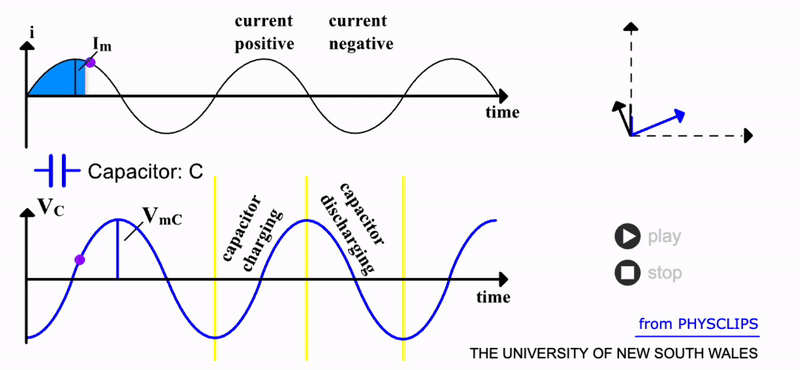 i
Im
current
positive
current
negative
time
Capacitor: C
VC
VmC
capacitor
charging
capacitor
discharging
time
play
stop
from PHYSCLIPS
THE UNIVERSITY OF NEW SOUTH WALES